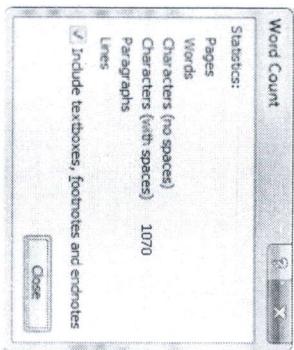 Word Count
Statistics:
Pages
Words
Characters (no spaces)
Characters (with spaces) 1070
Paragraphs
Lines
Include textboxes, footnotes and endnotes
Close